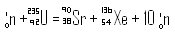 ¹₀n + ²³⁵₉₂U = ⁹⁰₃₈Sr + ¹³⁶₅₄Xe + 10 ¹₀n